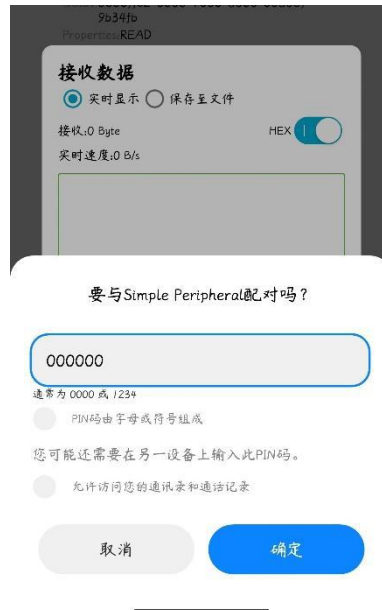 9b34fb
Properties:READ
接收数据
实时显示 保存至文件
接收:0 Byte HEX
实时速度:0 B/s
要与Simple Peripheral配对吗?
000000
通常为 0000 或 1234
PIN码由字母或符号组成
您可能还需要在另一设备上输入此PIN码。
允许访问您的通讯录和通话记录
取消 确定